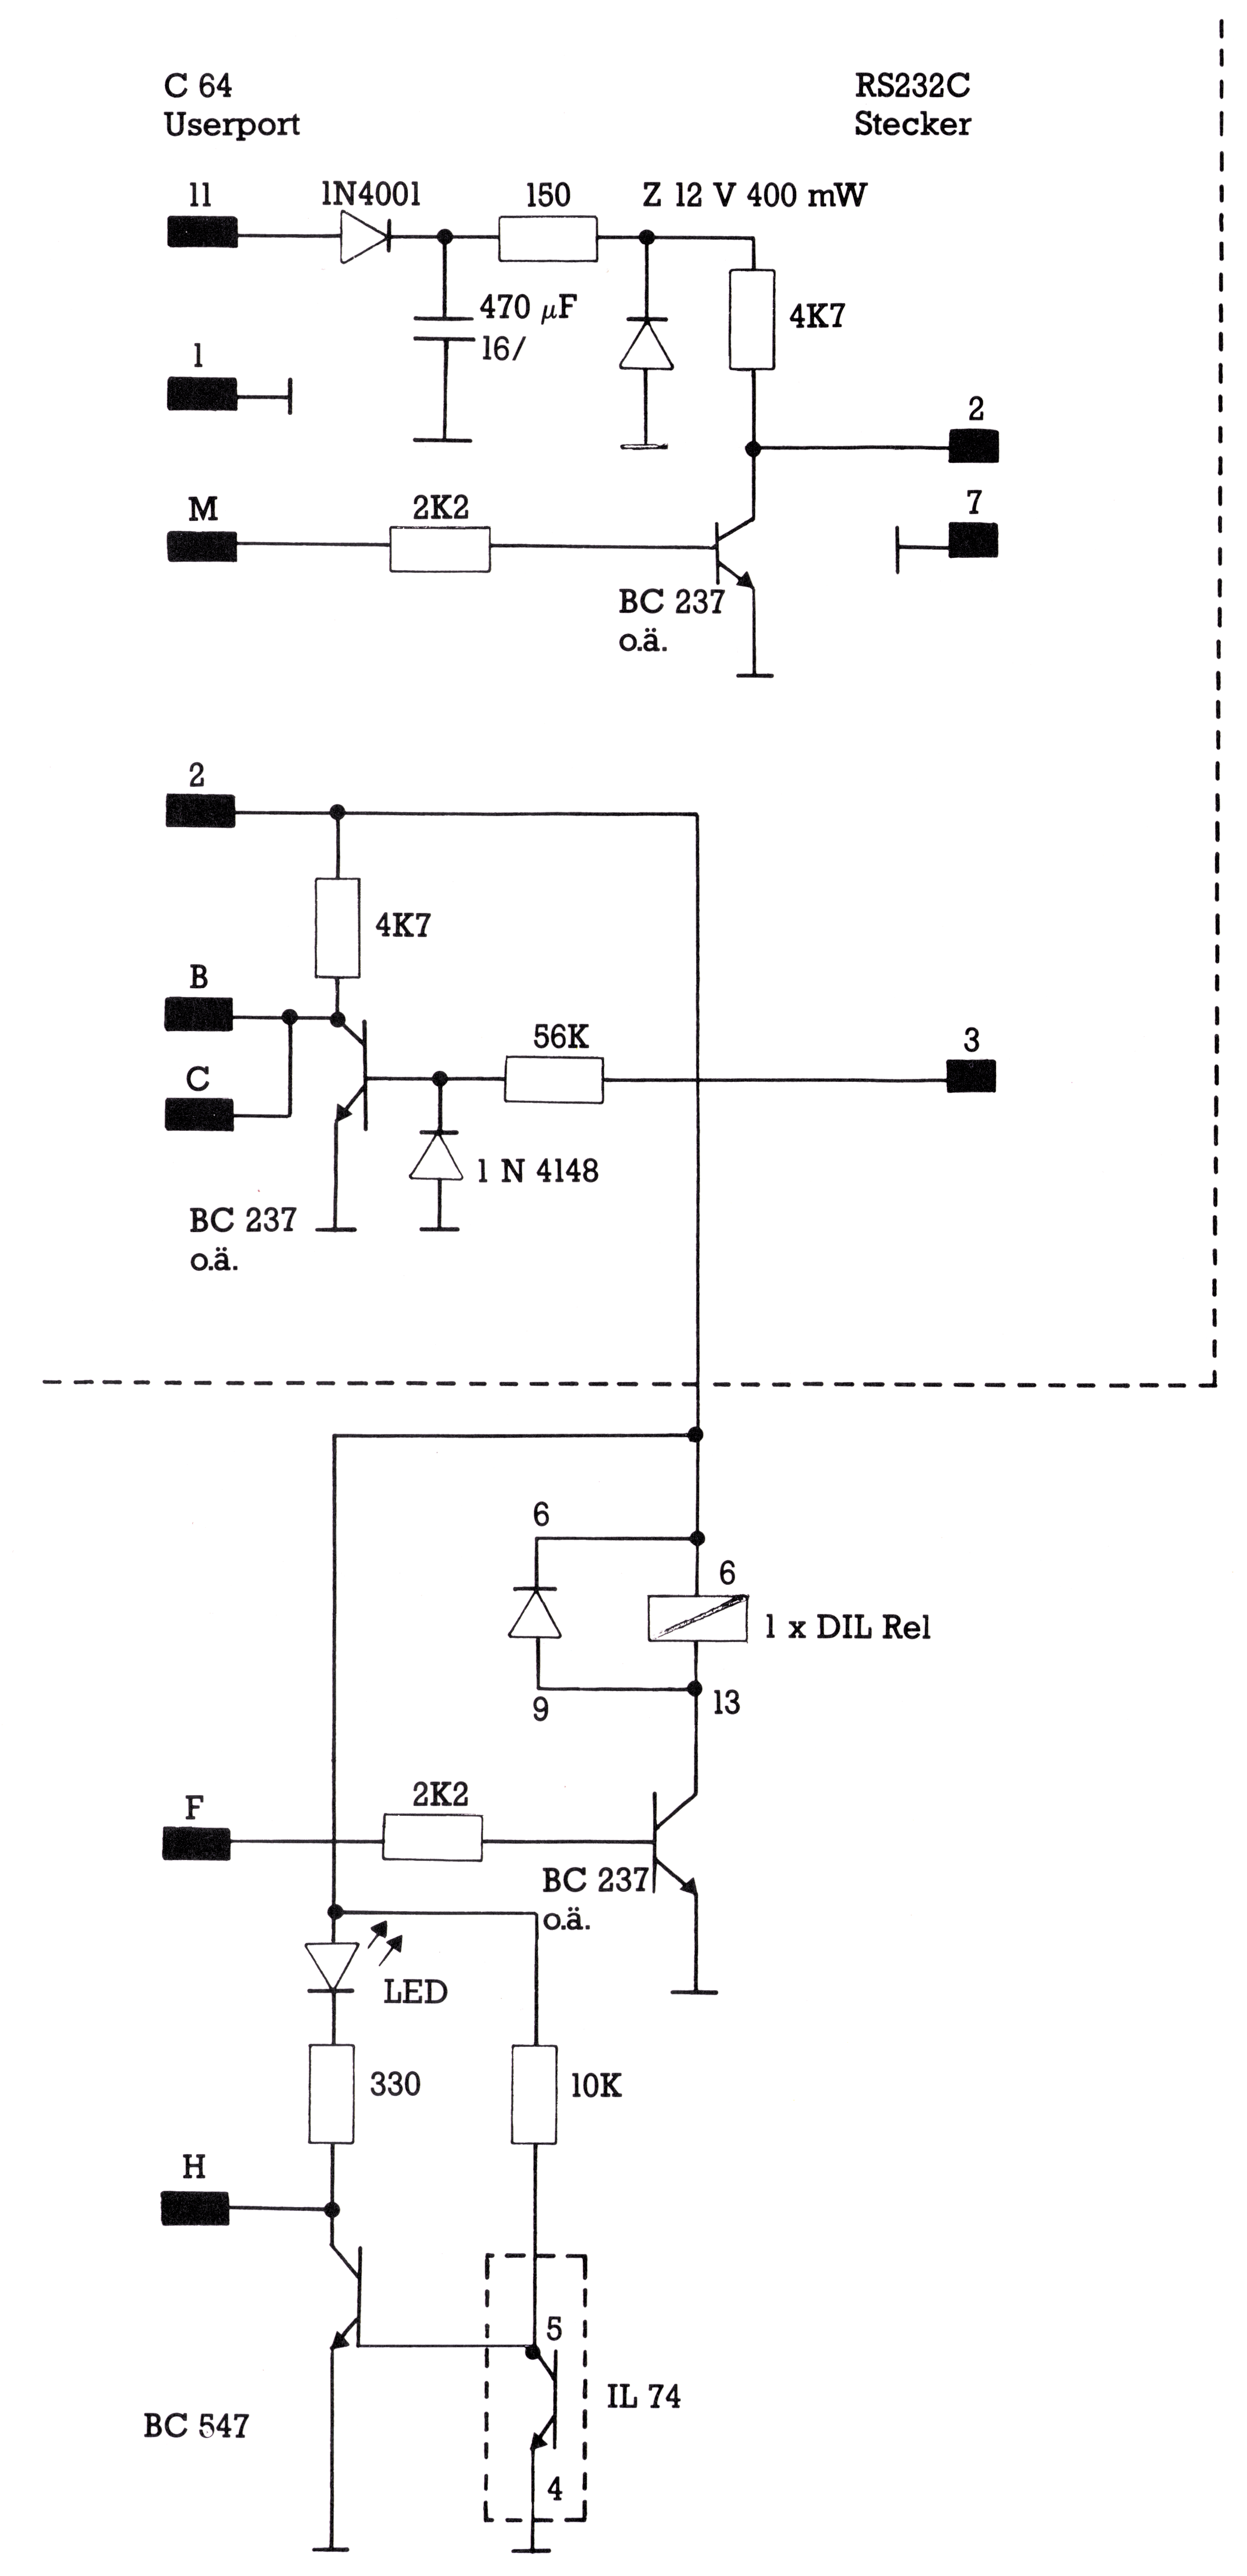 C 64
Userport
RS232C
Stecker
11
1N4001
150
Z 12 V 400 mW
470 μF
16/
4K7
1
2
M
2K2
7
BC 237
o.ä.
2
4K7
B
C
56K
3
1 N 4148
BC 237
o.ä.
6
6
1 x DIL Rel
9
13
F
2K2
BC 237
o.ä.
LED
330
10K
H
5
IL 74
BC 547
4